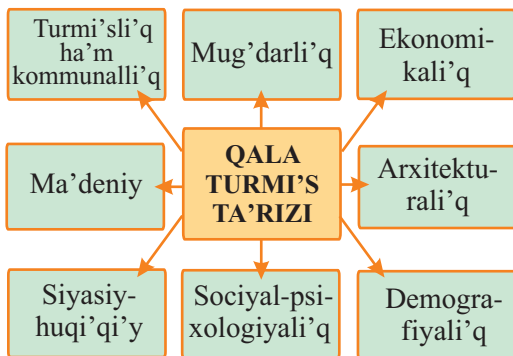 Turmi’sli’q
ha’m
kommunalli’q
Mug’darli’q
Ekonomi-
kali’q
Ma’deniy
QALA
TURMI’S
TA’RIZI
Arxitektu-
rali’q
Siyasiy-
huqi’qi’y
Sociyal-psi-
xologiyali’q
Demogra-
fiyali’q